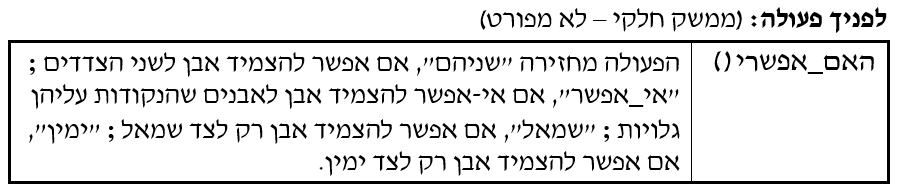 לפניך פעולה: (ממשק חלקי – לא מפורט)
האם_אפשרי ()
הפעולה מחזירה ״שניהם״, אם אפשר להצמיד אבן לשני הצדדים ;
״אי_אפשר״, אם אי-אפשר להצמיד אבן לאבנים שהנקודות עליהן
גלויות ; ״שמאל״, אם אפשר להצמיד אבן רק לצד שמאל ; ״ימין״,
אם אפשר להצמיד אבן רק לצד ימין.